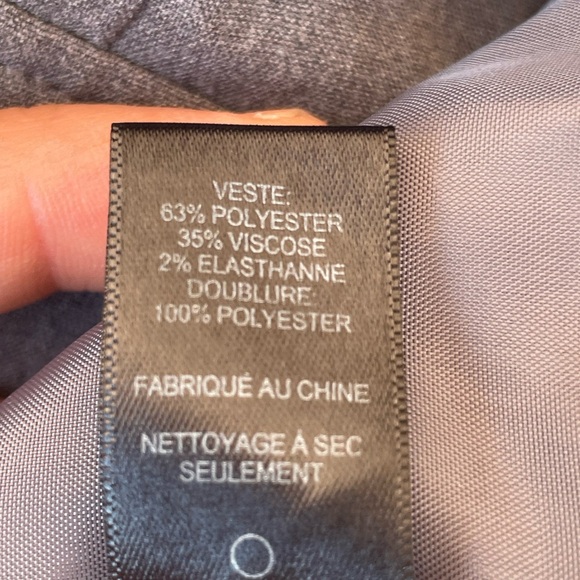 VESTE:
63% POLYESTER
35% VISCOSE
2% ELASTHANNE
DOUBLURE:
100% POLYESTER
FABRIQUÉ AU CHINE
NETTOYAGE À SEC
SEULEMENT